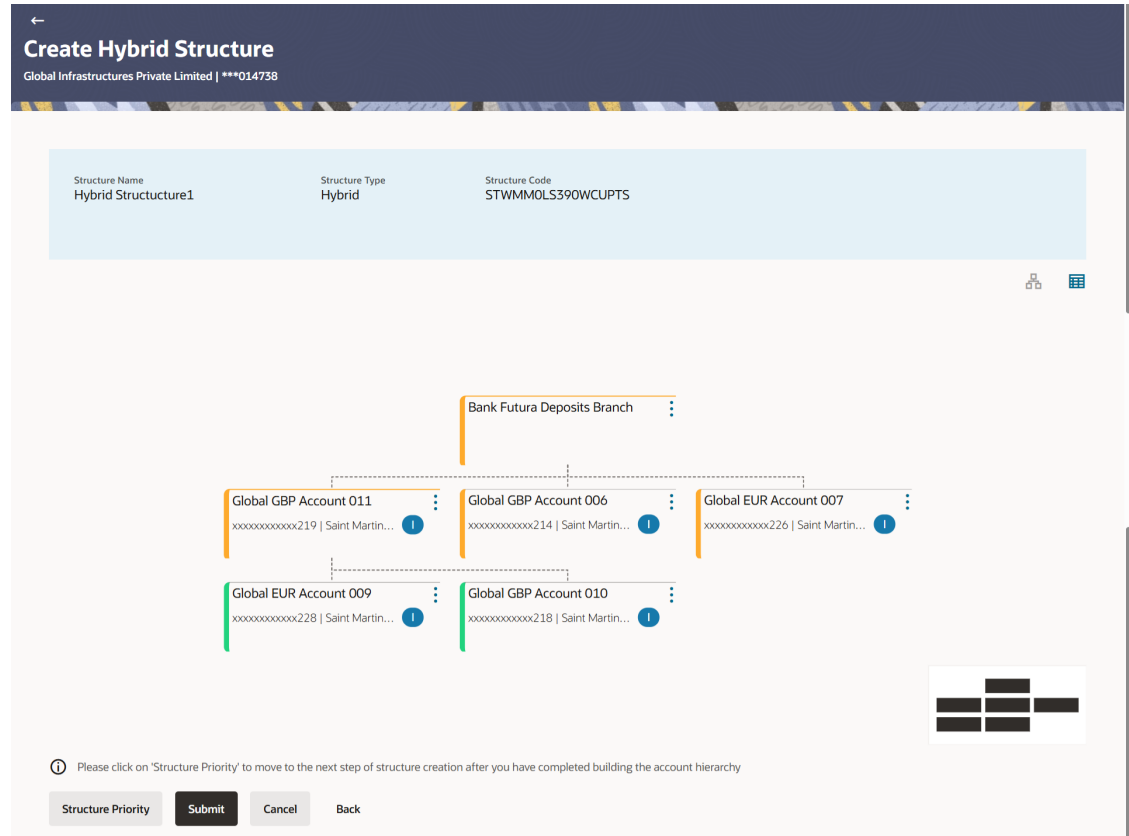 Create Hybrid Structure
Global Infrastructures Private Limited | ***014738
Structure Name Structure Type Structure Code
Hybrid Structucture1 Hybrid STWMM0LS390WCUPTS
Bank Futura Deposits Branch
Global GBP Account 011 Global GBP Account 006 Global EUR Account 007
xxxxxxxxxxxx219 | Saint Martin... I xxxxxxxxxxxx214 | Saint Martin... I xxxxxxxxxxxx226 | Saint Martin... I
Global EUR Account 009 Global GBP Account 010
xxxxxxxxxxxx228 | Saint Martin... I xxxxxxxxxxxx218 | Saint Martin... I
Please click on 'Structure Priority' to move to the next step of structure creation after you have completed building the account hierarchy
Structure Priority Submit Cancel Back